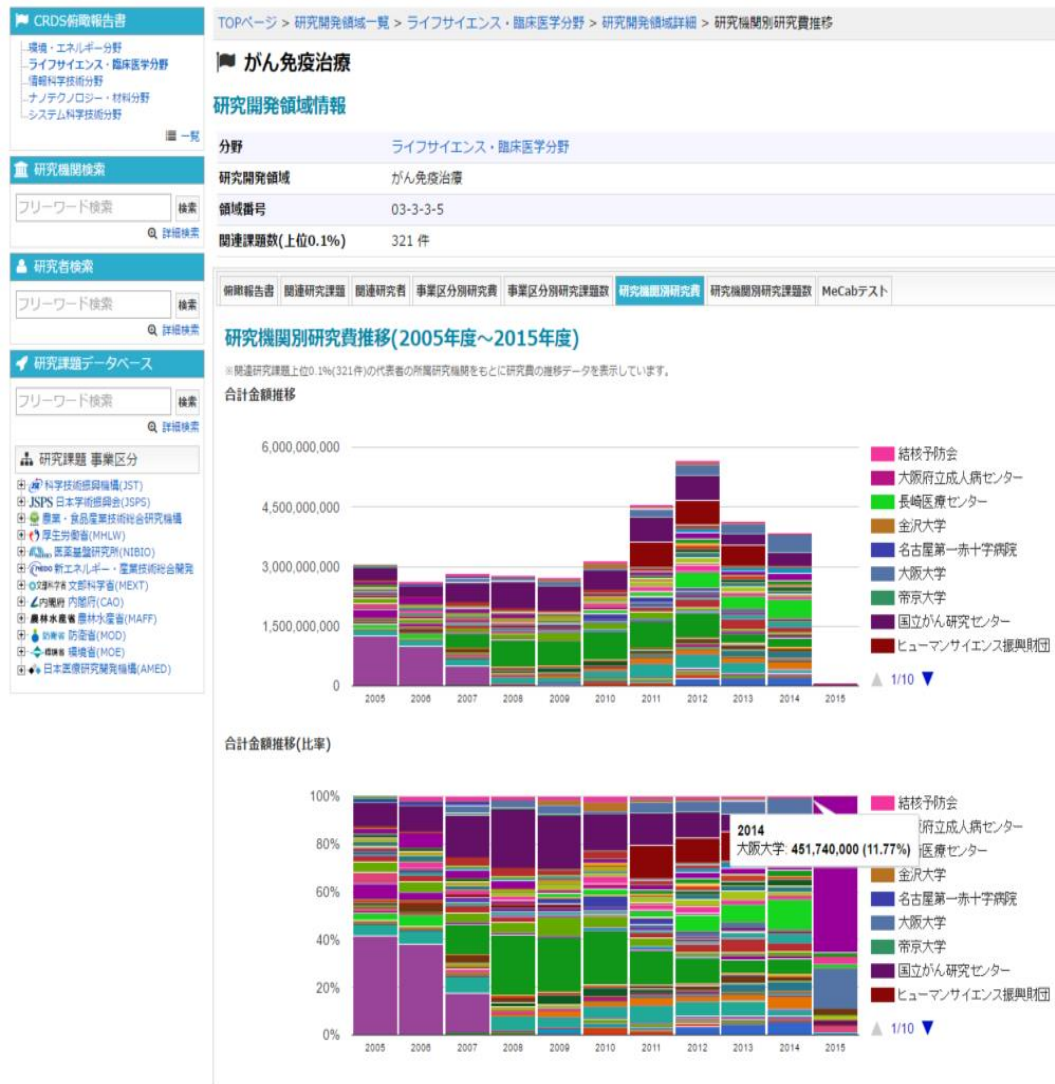 CRDS俯瞰報告書
環境・エネルギー分野
ライフサイエンス・臨床医学分野
情報科学技術分野
ナノテクノロジー・材料分野
システム科学技術分野
一覧
研究機関検索
フリーワード検索 検索
詳細検索
研究者検索
フリーワード検索 検索
詳細検索
研究課題データベース
フリーワード検索 検索
詳細検索
研究課題 事業区分
科学技術振興機構(JST)
JSPS 日本学術振興会(JSPS)
農業・食品産業技術総合研究機構
厚生労働省(MHLW)
医薬基盤研究所(NIBIO)
新エネルギー・産業技術総合開発
文部科学省 文部科学省(MEXT)
内閣府 内閣府(CAO)
農林水産省 農林水産省(MAFF)
防衛省 防衛省(MOD)
環境省 環境省(MOE)
日本医療研究開発機構(AMED)
TOPページ > 研究開発領域一覧 > ライフサイエンス・臨床医学分野 > 研究開発領域詳細 > 研究機関別研究費推移
がん免疫治療
研究開発領域情報
分野 ライフサイエンス・臨床医学分野
研究開発領域 がん免疫治療
領域番号 03-3-3-5
関連課題数(上位0.1%) 321 件
俯瞰報告書 関連研究課題 関連研究者 事業区分別研究費 事業区分別研究課題数 研究機関別研究費 研究機関別研究課題数 MeCabテスト
研究機関別研究費推移(2005年度～2015年度)
※関連研究課題上位0.1%(321件)の代表者の所属研究機関をもとに研究費の推移データを表示しています。
合計金額推移
6,000,000,000
4,500,000,000
3,000,000,000
1,500,000,000
0
2005 2006 2007 2008 2009 2010 2011 2012 2013 2014 2015
結核予防会
大阪府立成人病センター
長崎医療センター
金沢大学
名古屋第一赤十字病院
大阪大学
帝京大学
国立がん研究センター
ヒューマンサイエンス振興財団
▲ 1/10 ▼
合計金額推移(比率)
100%
80%
60%
40%
20%
0%
2005 2006 2007 2008 2009 2010 2011 2012 2013 2014 2015
2014
大阪大学: 451,740,000 (11.77%)
結核予防会
府立成人病センター
医療センター
金沢大学
名古屋第一赤十字病院
大阪大学
帝京大学
国立がん研究センター
ヒューマンサイエンス振興財団
▲ 1/10 ▼